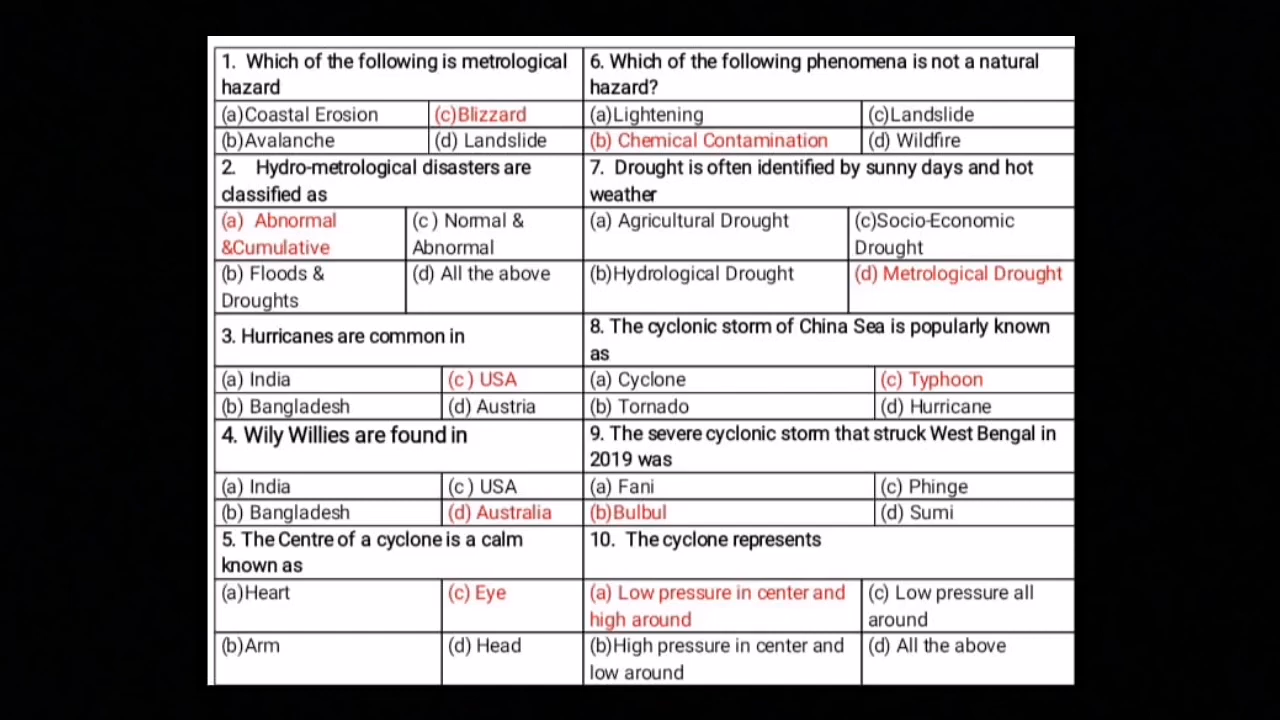 1. Which of the following is metrological
hazard
(a)Coastal Erosion (c)Blizzard
(b)Avalanche (d) Landslide
2. Hydro-metrological disasters are
classified as
(a) Abnormal
&Cumulative
(c ) Normal &
Abnormal
(b) Floods &
Droughts
(d) All the above
3. Hurricanes are common in
(a) India (c ) USA
(b) Bangladesh (d) Austria
4. Wily Willies are found in
(a) India (c ) USA
(b) Bangladesh (d) Australia
5. The Centre of a cyclone is a calm
known as
(a)Heart (c) Eye
(b)Arm (d) Head
6. Which of the following phenomena is not a natural
hazard?
(a)Lightening (c)Landslide
(b) Chemical Contamination (d) Wildfire
7. Drought is often identified by sunny days and hot
weather
(a) Agricultural Drought (c)Socio-Economic
Drought
(b)Hydrological Drought (d) Metrological Drought
8. The cyclonic storm of China Sea is popularly known
as
(a) Cyclone (c) Typhoon
(b) Tornado (d) Hurricane
9. The severe cyclonic storm that struck West Bengal in
2019 was
(a) Fani (c) Phinge
(b)Bulbul (d) Sumi
10. The cyclone represents
(a) Low pressure in center and
high around
(c) Low pressure all
around
(b)High pressure in center and
low around
(d) All the above